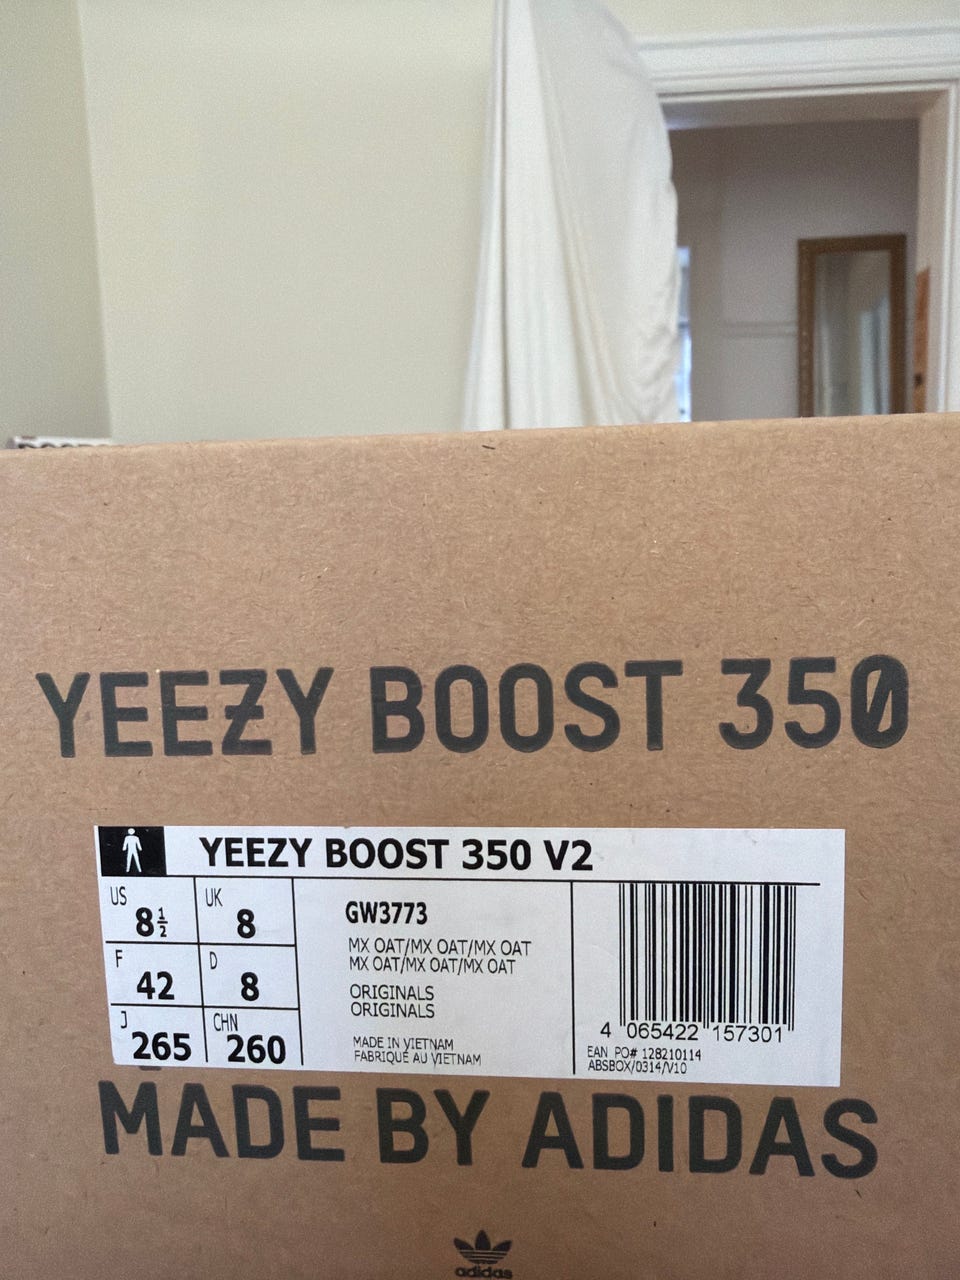 YEEZY BOOST 350
YEEZY BOOST 350 V2
US 8½ UK 8
F 42 D 8
J 265 CHN 260
GW3773
MX OAT/MX OAT/MX OAT
MX OAT/MX OAT/MX OAT
ORIGINALS
ORIGINALS
MADE IN VIETNAM
FABRIQUÉ AU VIETNAM
4 065422 157301
EAN PO# 128210114
ABSBOX/0314/V10
MADE BY ADIDAS
adidas